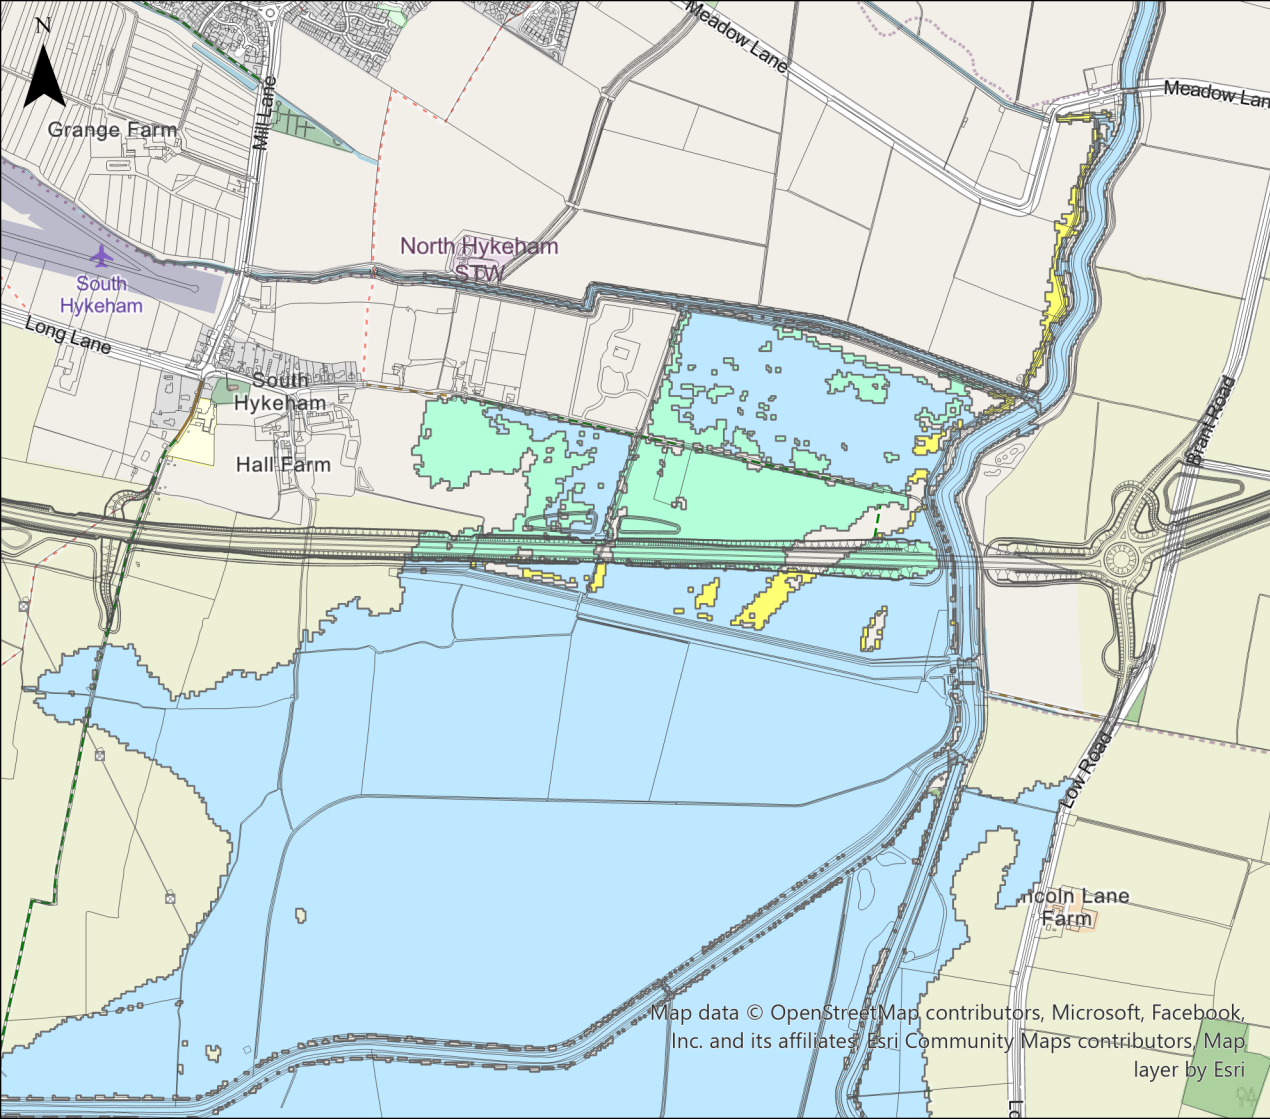 N
Meadow Lane
Meadow Lan
Mill Lane
Grange Farm
North Hykeham
STW
South
Hykeham
Long Lane
South
Hykeham
Hall Farm
Brant Road
Low Road
ncoln Lane
Farm
Map data © OpenStreetMap contributors, Microsoft, Facebook,
Inc. and its affiliates, Esri Community Maps contributors, Map
layer by Esri
Lo